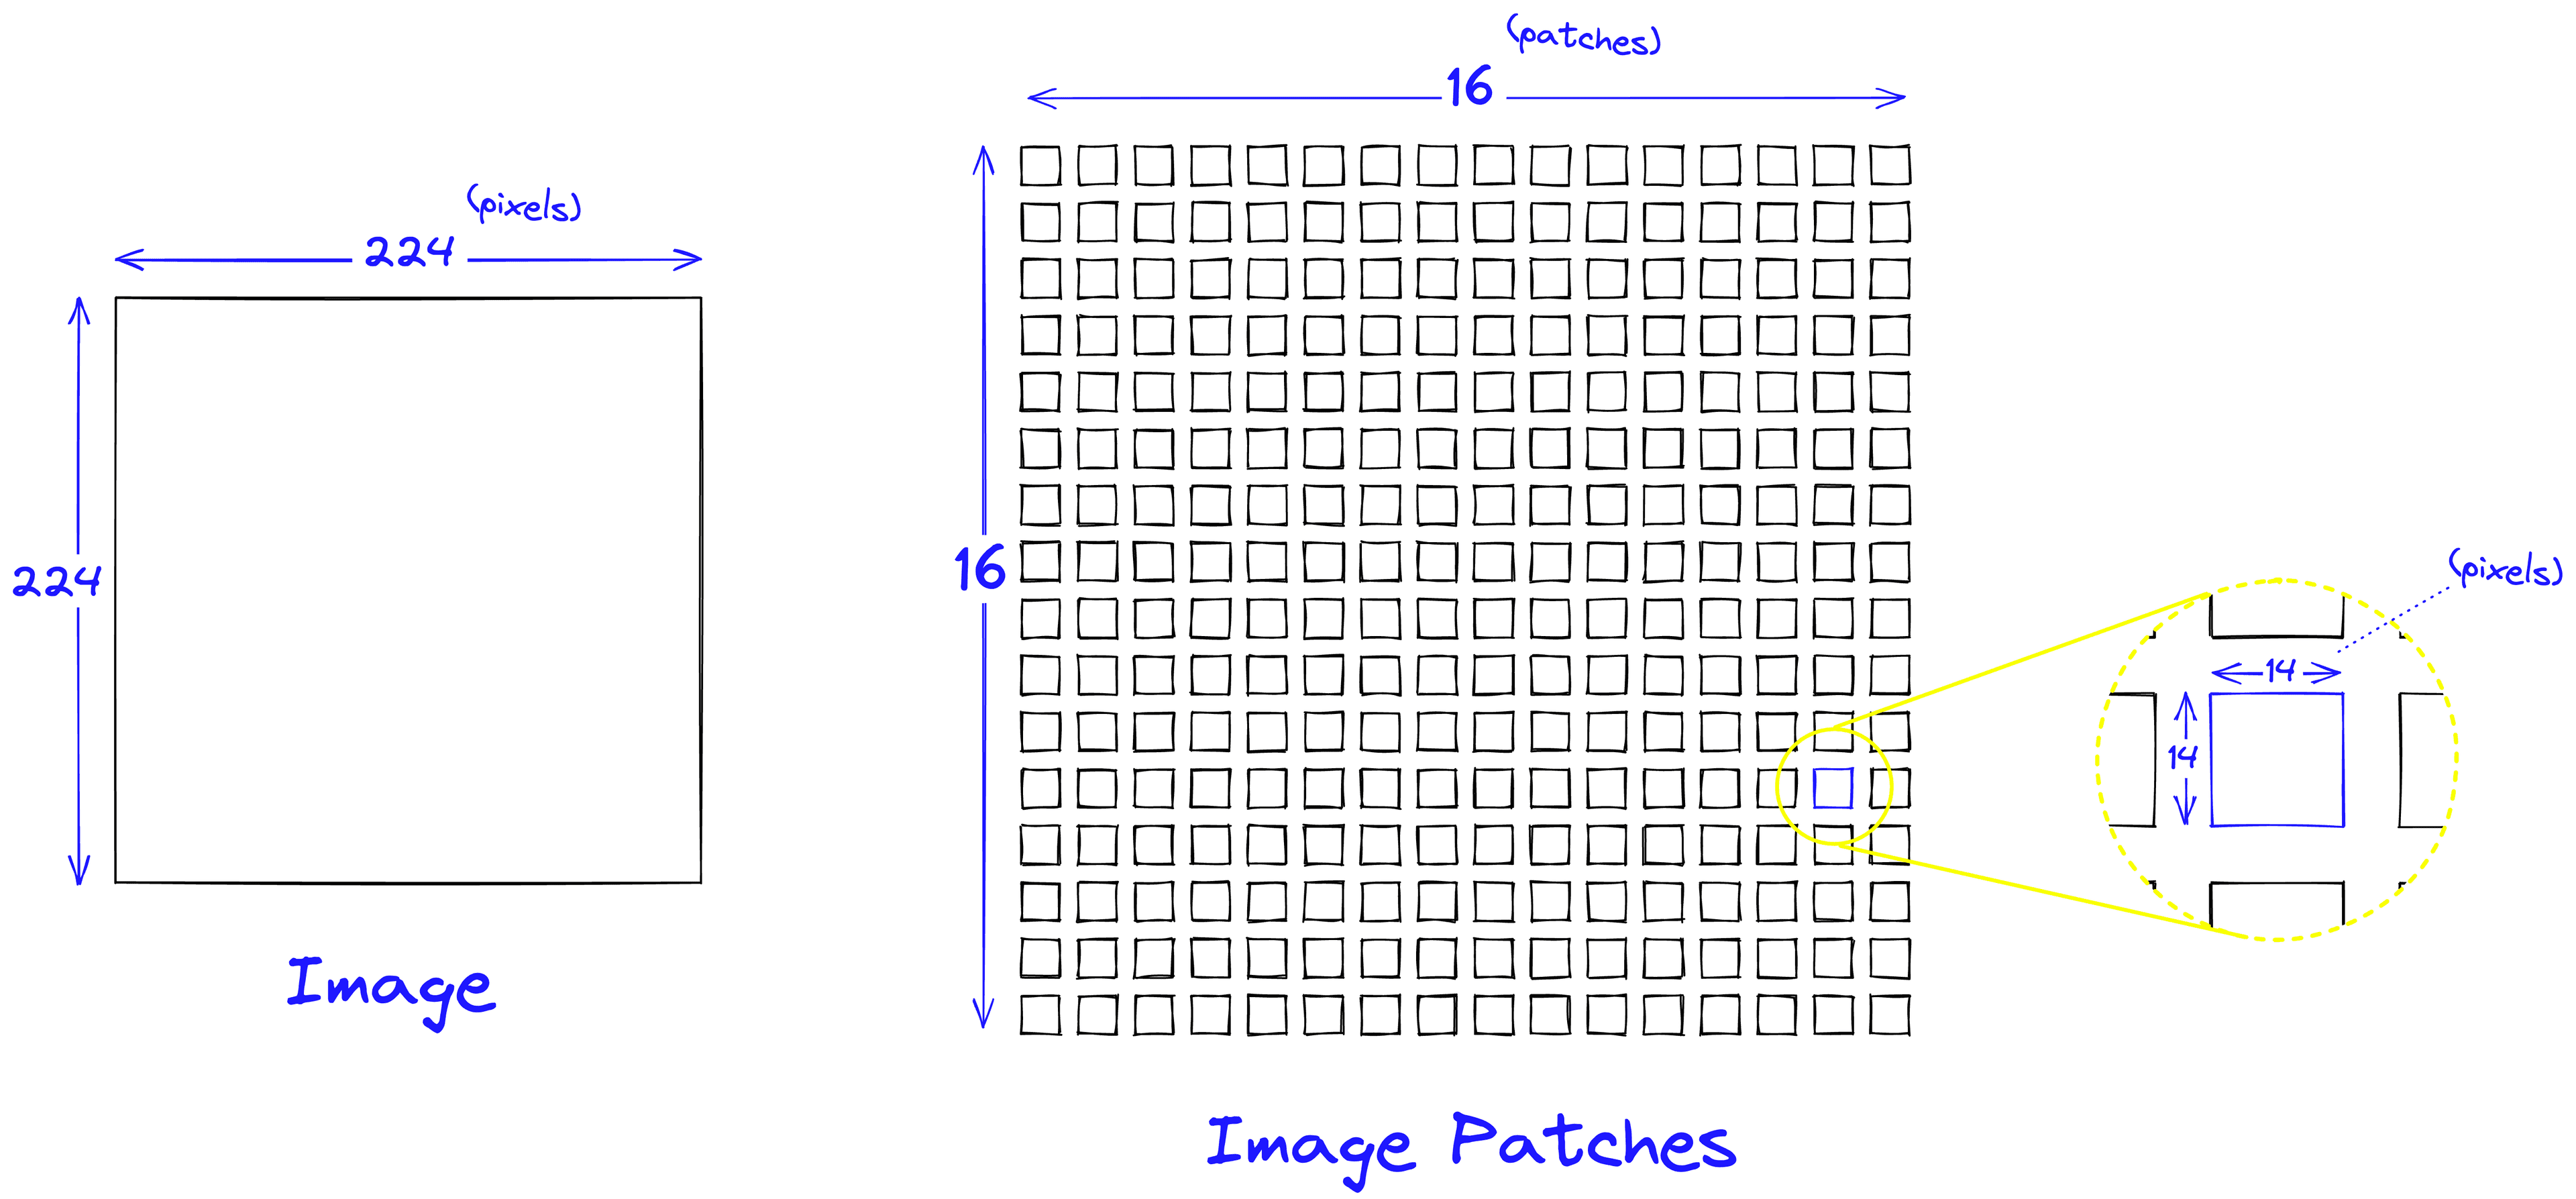 (pixels)
224
224
Image
(patches)
16
16
Image Patches
(pixels)
14
14